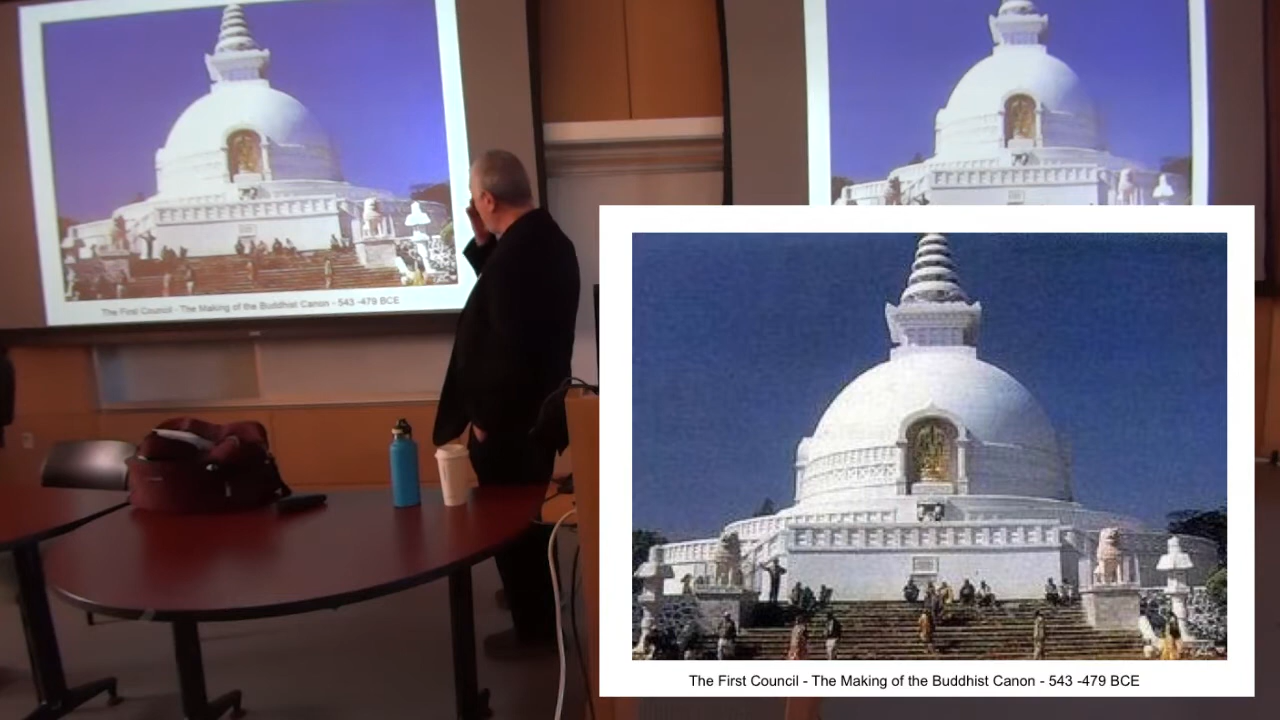 The First Council - The Making of the Buddhist Canon - 543 -479 BCE
The First Council - The Making of the Buddhist Canon - 543 -479 BCE